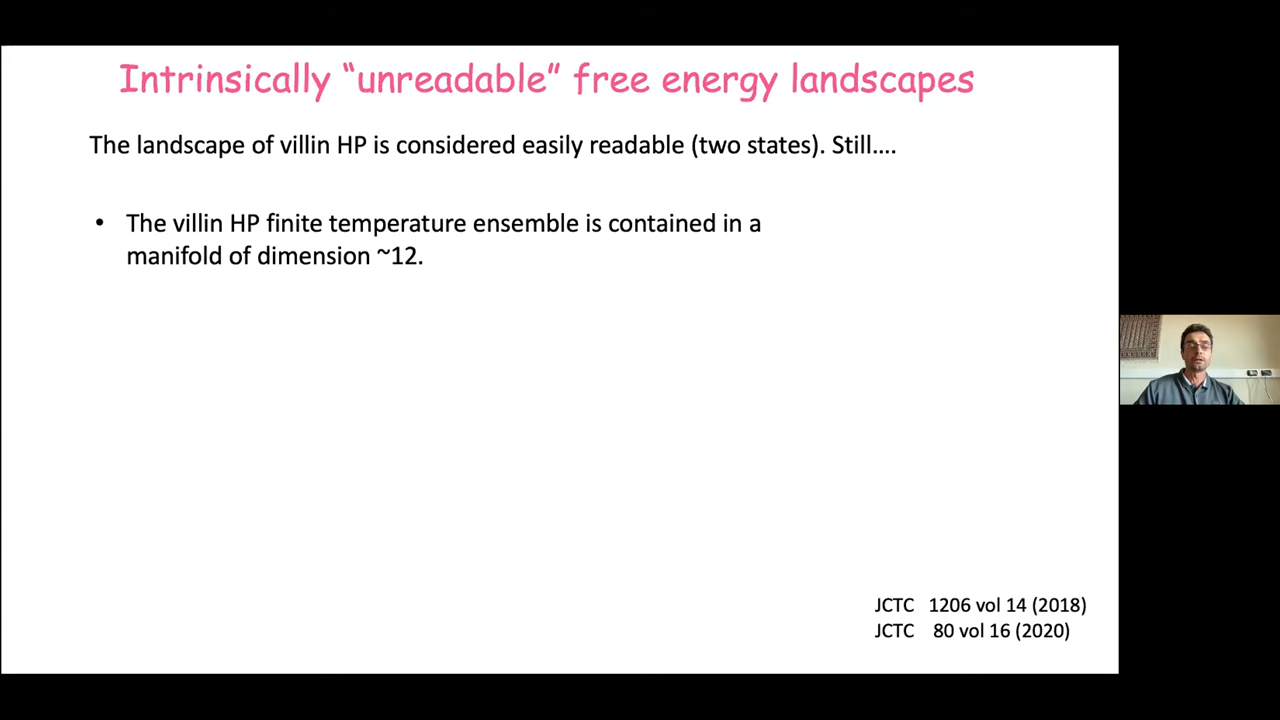 Intrinsically “unreadable” free energy landscapes
The landscape of villin HP is considered easily readable (two states). Still....
• The villin HP finite temperature ensemble is contained in a
manifold of dimension ~12.
JCTC 1206 vol 14 (2018)
JCTC 80 vol 16 (2020)